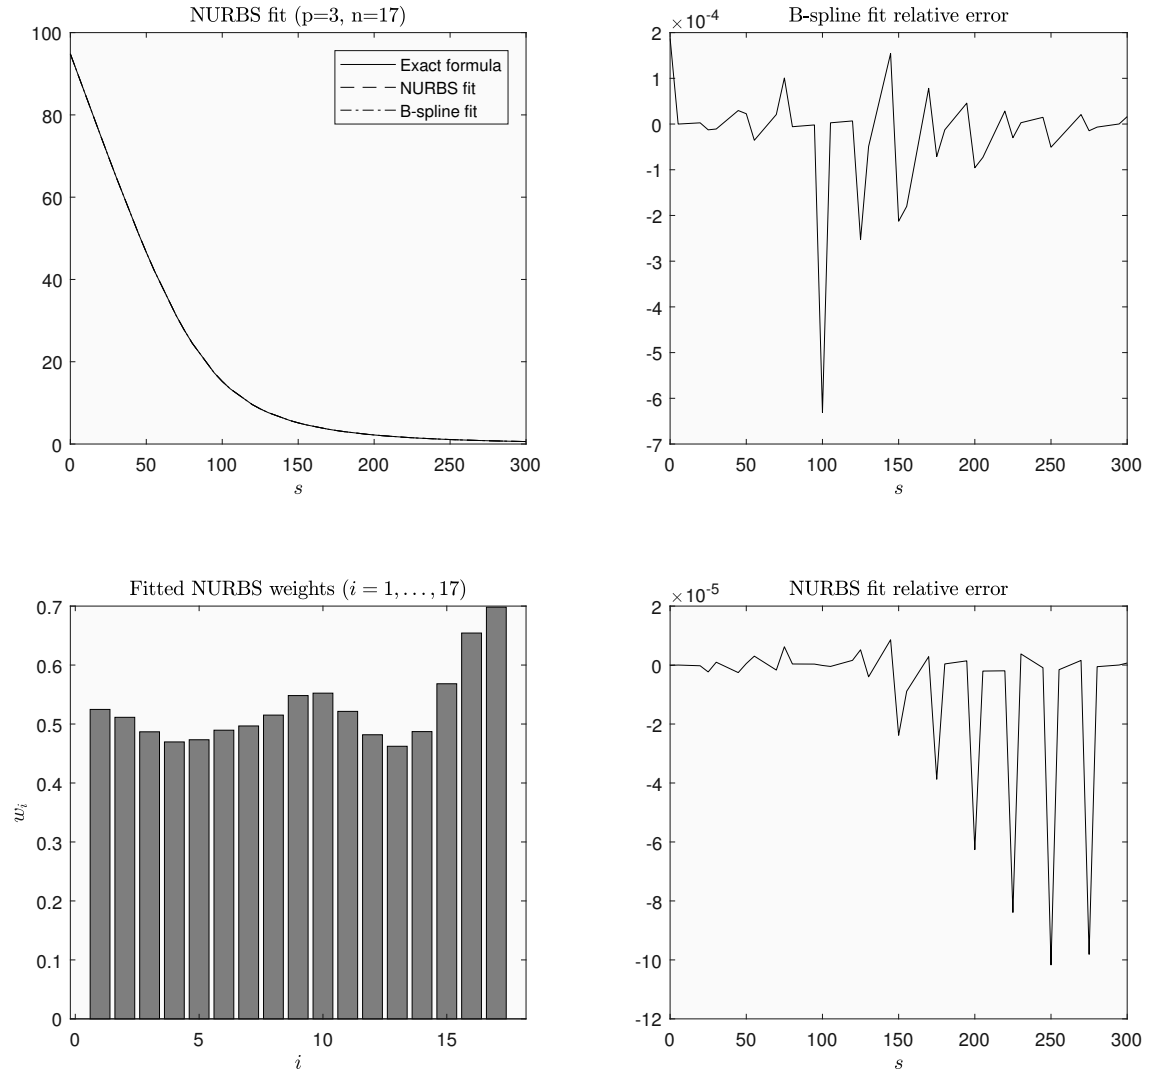 NURBS fit (p=3, n=17)
100
80
60
40
20
0
Exact formula
NURBS fit
B-spline fit
0 50 100 150 200 250 300
s
B-spline fit relative error
×10⁻⁴
2
1
0
-1
-2
-3
-4
-5
-6
-7
0 50 100 150 200 250 300
s
Fitted NURBS weights (i = 1, . . . , 17)
0.7
0.6
0.5
0.4
0.3
0.2
0.1
0
wᵢ
0 5 10 15
i
NURBS fit relative error
×10⁻⁵
2
0
-2
-4
-6
-8
-10
-12
0 50 100 150 200 250 300
s